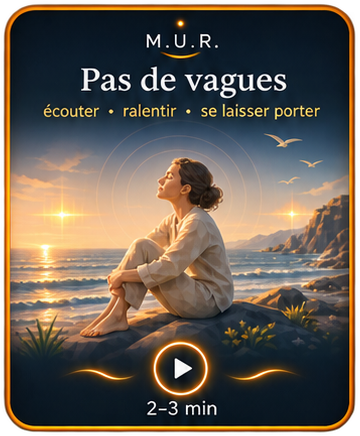 M.U.R.
Pas de vagues
écouter • ralentir • se laisser porter
2–3 min